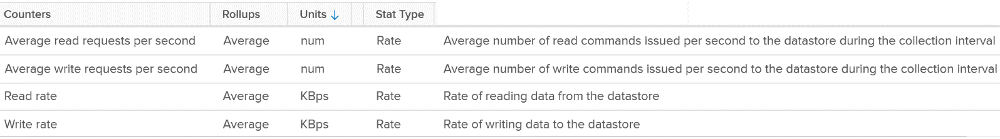 Counters Rollups Units ↓ Stat Type
Average read requests per second Average num Rate Average number of read commands issued per second to the datastore during the collection interval
Average write requests per second Average num Rate Average number of write commands issued per second to the datastore during the collection interval
Read rate Average KBps Rate Rate of reading data from the datastore
Write rate Average KBps Rate Rate of writing data to the datastore